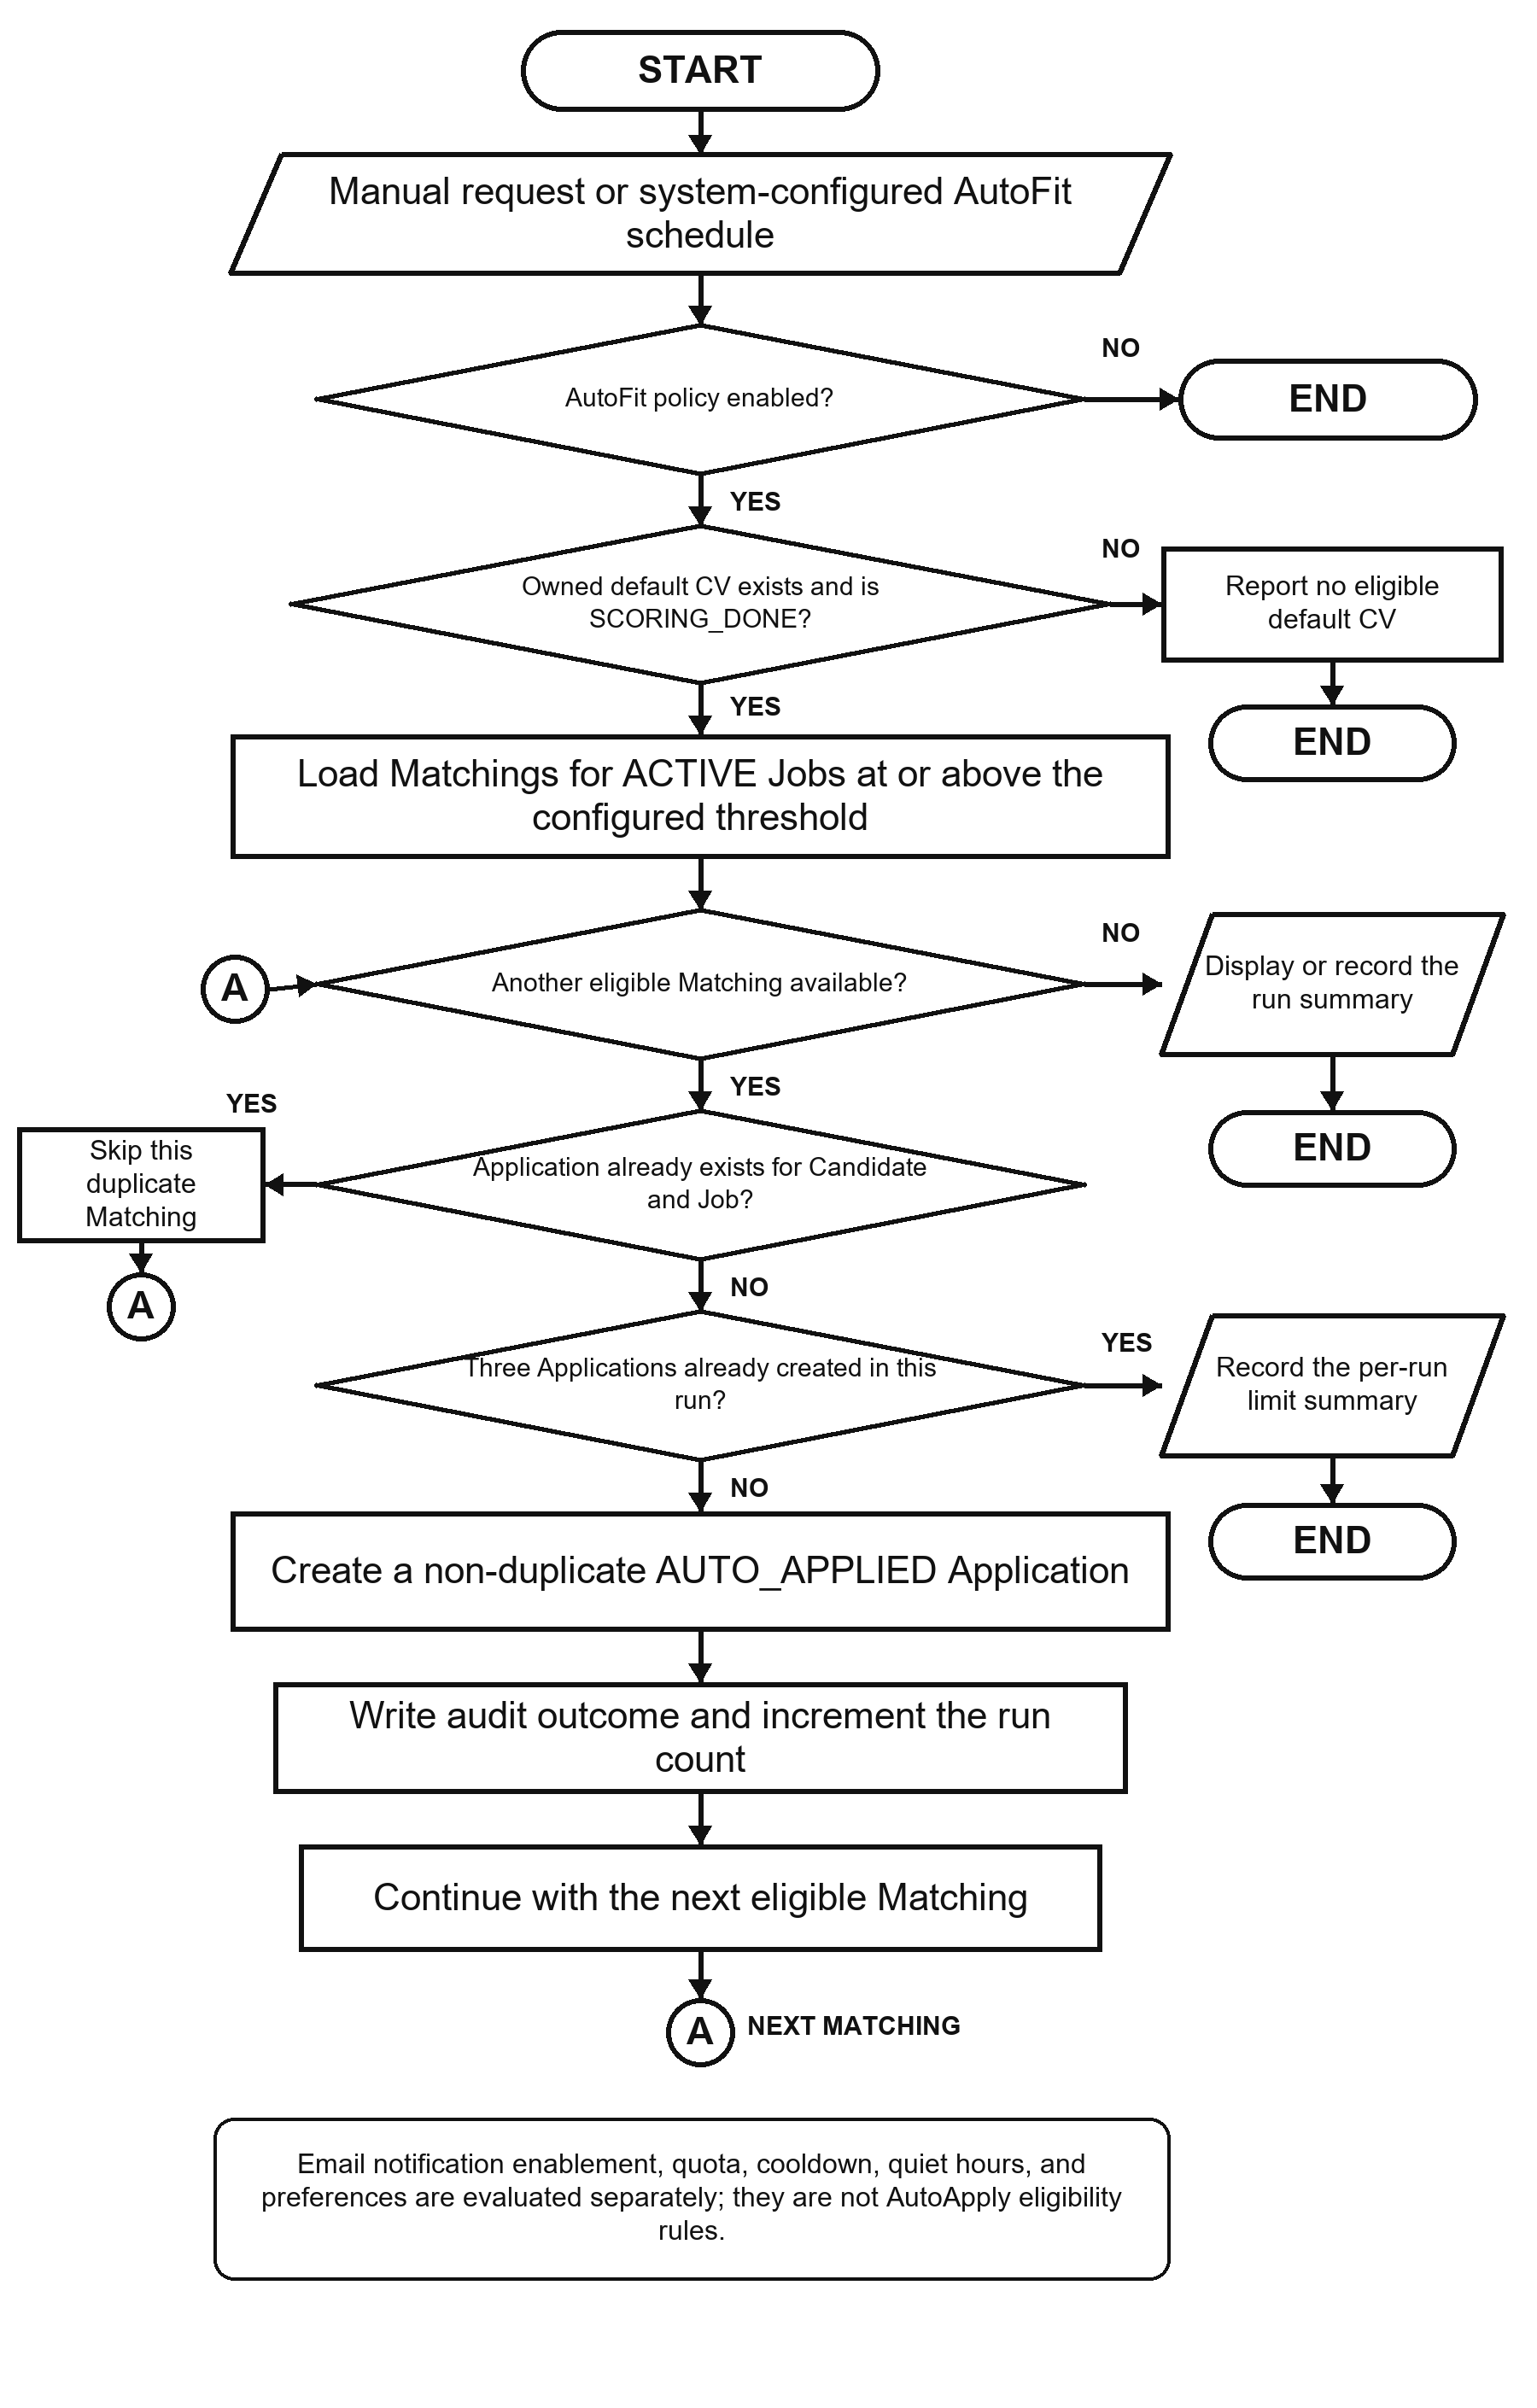 START
Manual request or system-configured AutoFit
schedule
AutoFit policy enabled?
NO
END
YES
Owned default CV exists and is
SCORING_DONE?
NO
Report no eligible
default CV
END
YES
Load Matchings for ACTIVE Jobs at or above the
configured threshold
A
Another eligible Matching available?
NO
Display or record the
run summary
END
YES
Application already exists for Candidate
and Job?
YES
Skip this
duplicate
Matching
A
NO
Three Applications already created in this
run?
YES
Record the per-run
limit summary
END
NO
Create a non-duplicate AUTO_APPLIED Application
Write audit outcome and increment the run
count
Continue with the next eligible Matching
A
NEXT MATCHING
Email notification enablement, quota, cooldown, quiet hours, and
preferences are evaluated separately; they are not AutoApply eligibility
rules.